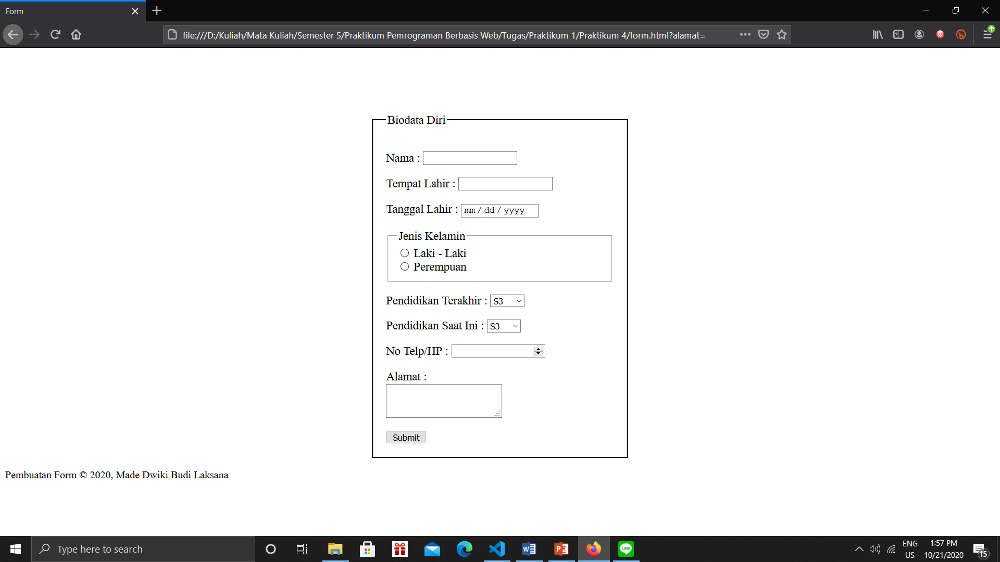 Form
file:///D:/Kuliah/Mata Kuliah/Semester 5/Praktikum Pemrograman Berbasis Web/Tugas/Praktikum 1/Praktikum 4/form.html?alamat=
Biodata Diri
Nama :
Tempat Lahir :
Tanggal Lahir : mm / dd / yyyy
Jenis Kelamin
Laki - Laki
Perempuan
Pendidikan Terakhir : S3
Pendidikan Saat Ini : S3
No Telp/HP :
Alamat :
Submit
Pembuatan Form © 2020, Made Dwiki Budi Laksana
Type here to search
ENG
US
1:57 PM
10/21/2020
15
LINE